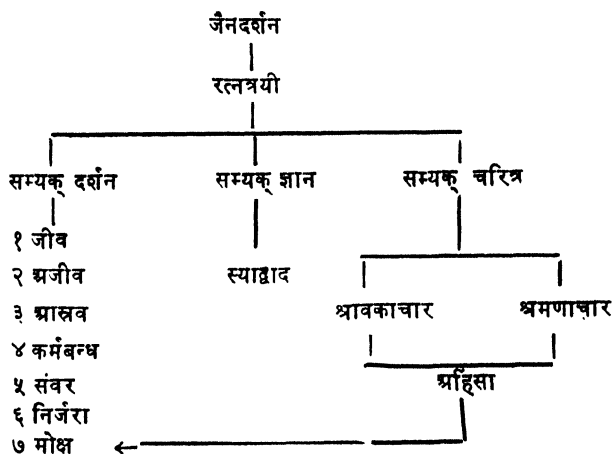 जैनदर्शन
रत्नत्रयी
सम्यक् दर्शन सम्यक् ज्ञान सम्यक् चरित्र
१ जीव
२ अजीव स्याद्वाद
३ आस्रव श्रावकाचार श्रमणाचार
४ कर्मबन्ध
५ संवर अहिंसा
६ निर्जरा
७ मोक्ष